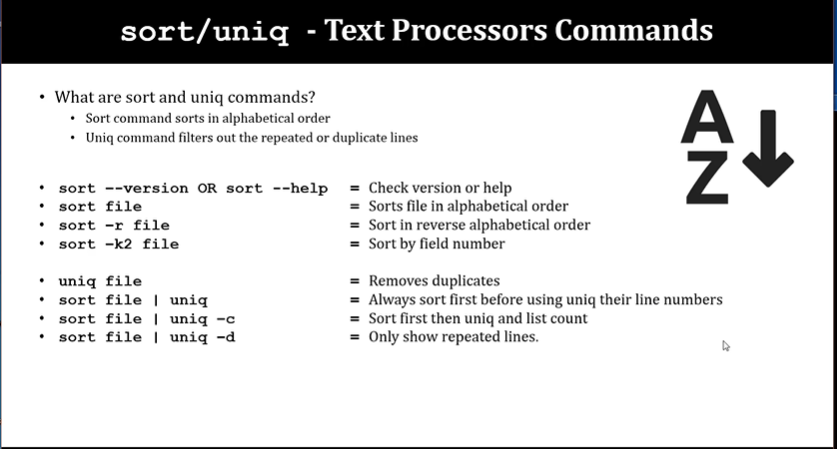 sort/uniq - Text Processors Commands
• What are sort and uniq commands?
• Sort command sorts in alphabetical order
• Uniq command filters out the repeated or duplicate lines
A
Z
• sort --version OR sort --help = Check version or help
• sort file = Sorts file in alphabetical order
• sort -r file = Sort in reverse alphabetical order
• sort -k2 file = Sort by field number
• uniq file = Removes duplicates
• sort file | uniq = Always sort first before using uniq their line numbers
• sort file | uniq -c = Sort first then uniq and list count
• sort file | uniq -d = Only show repeated lines.